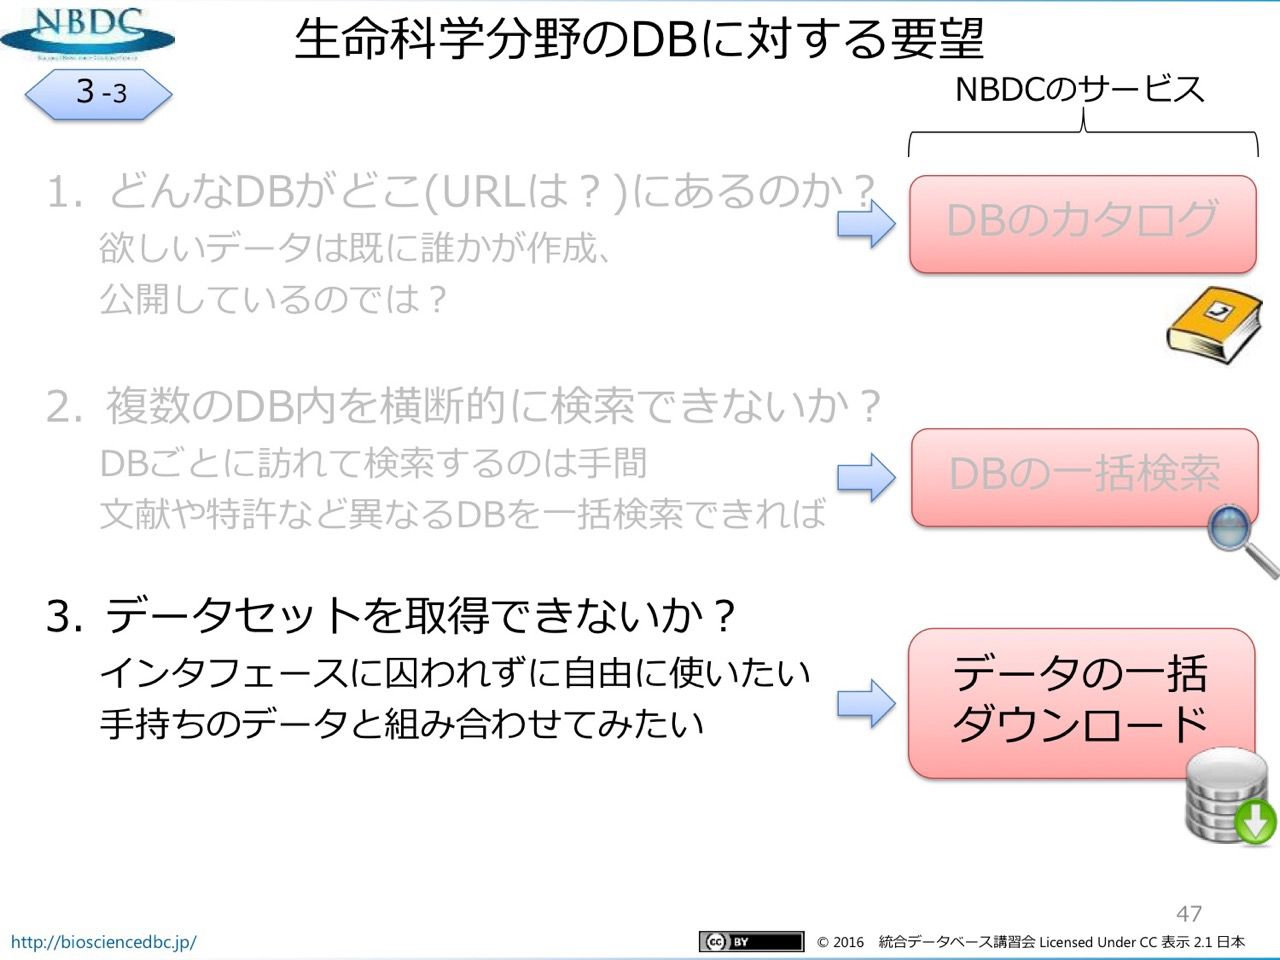 NBDC
生命科学分野のDBに対する要望
３-3
NBDCのサービス
1. どんなDBがどこ(URLは？)にあるのか？
欲しいデータは既に誰かが作成、
公開しているのでは？
DBのカタログ
2. 複数のDB内を横断的に検索できないか？
DBごとに訪れて検索するのは手間
文献や特許など異なるDBを一括検索できれば
DBの一括検索
3. データセットを取得できないか？
インタフェースに囚われずに自由に使いたい
手持ちのデータと組み合わせてみたい
データの一括
ダウンロード
47
http://biosciencedbc.jp/
cc BY
© 2016 統合データベース講習会 Licensed Under CC 表示 2.1 日本